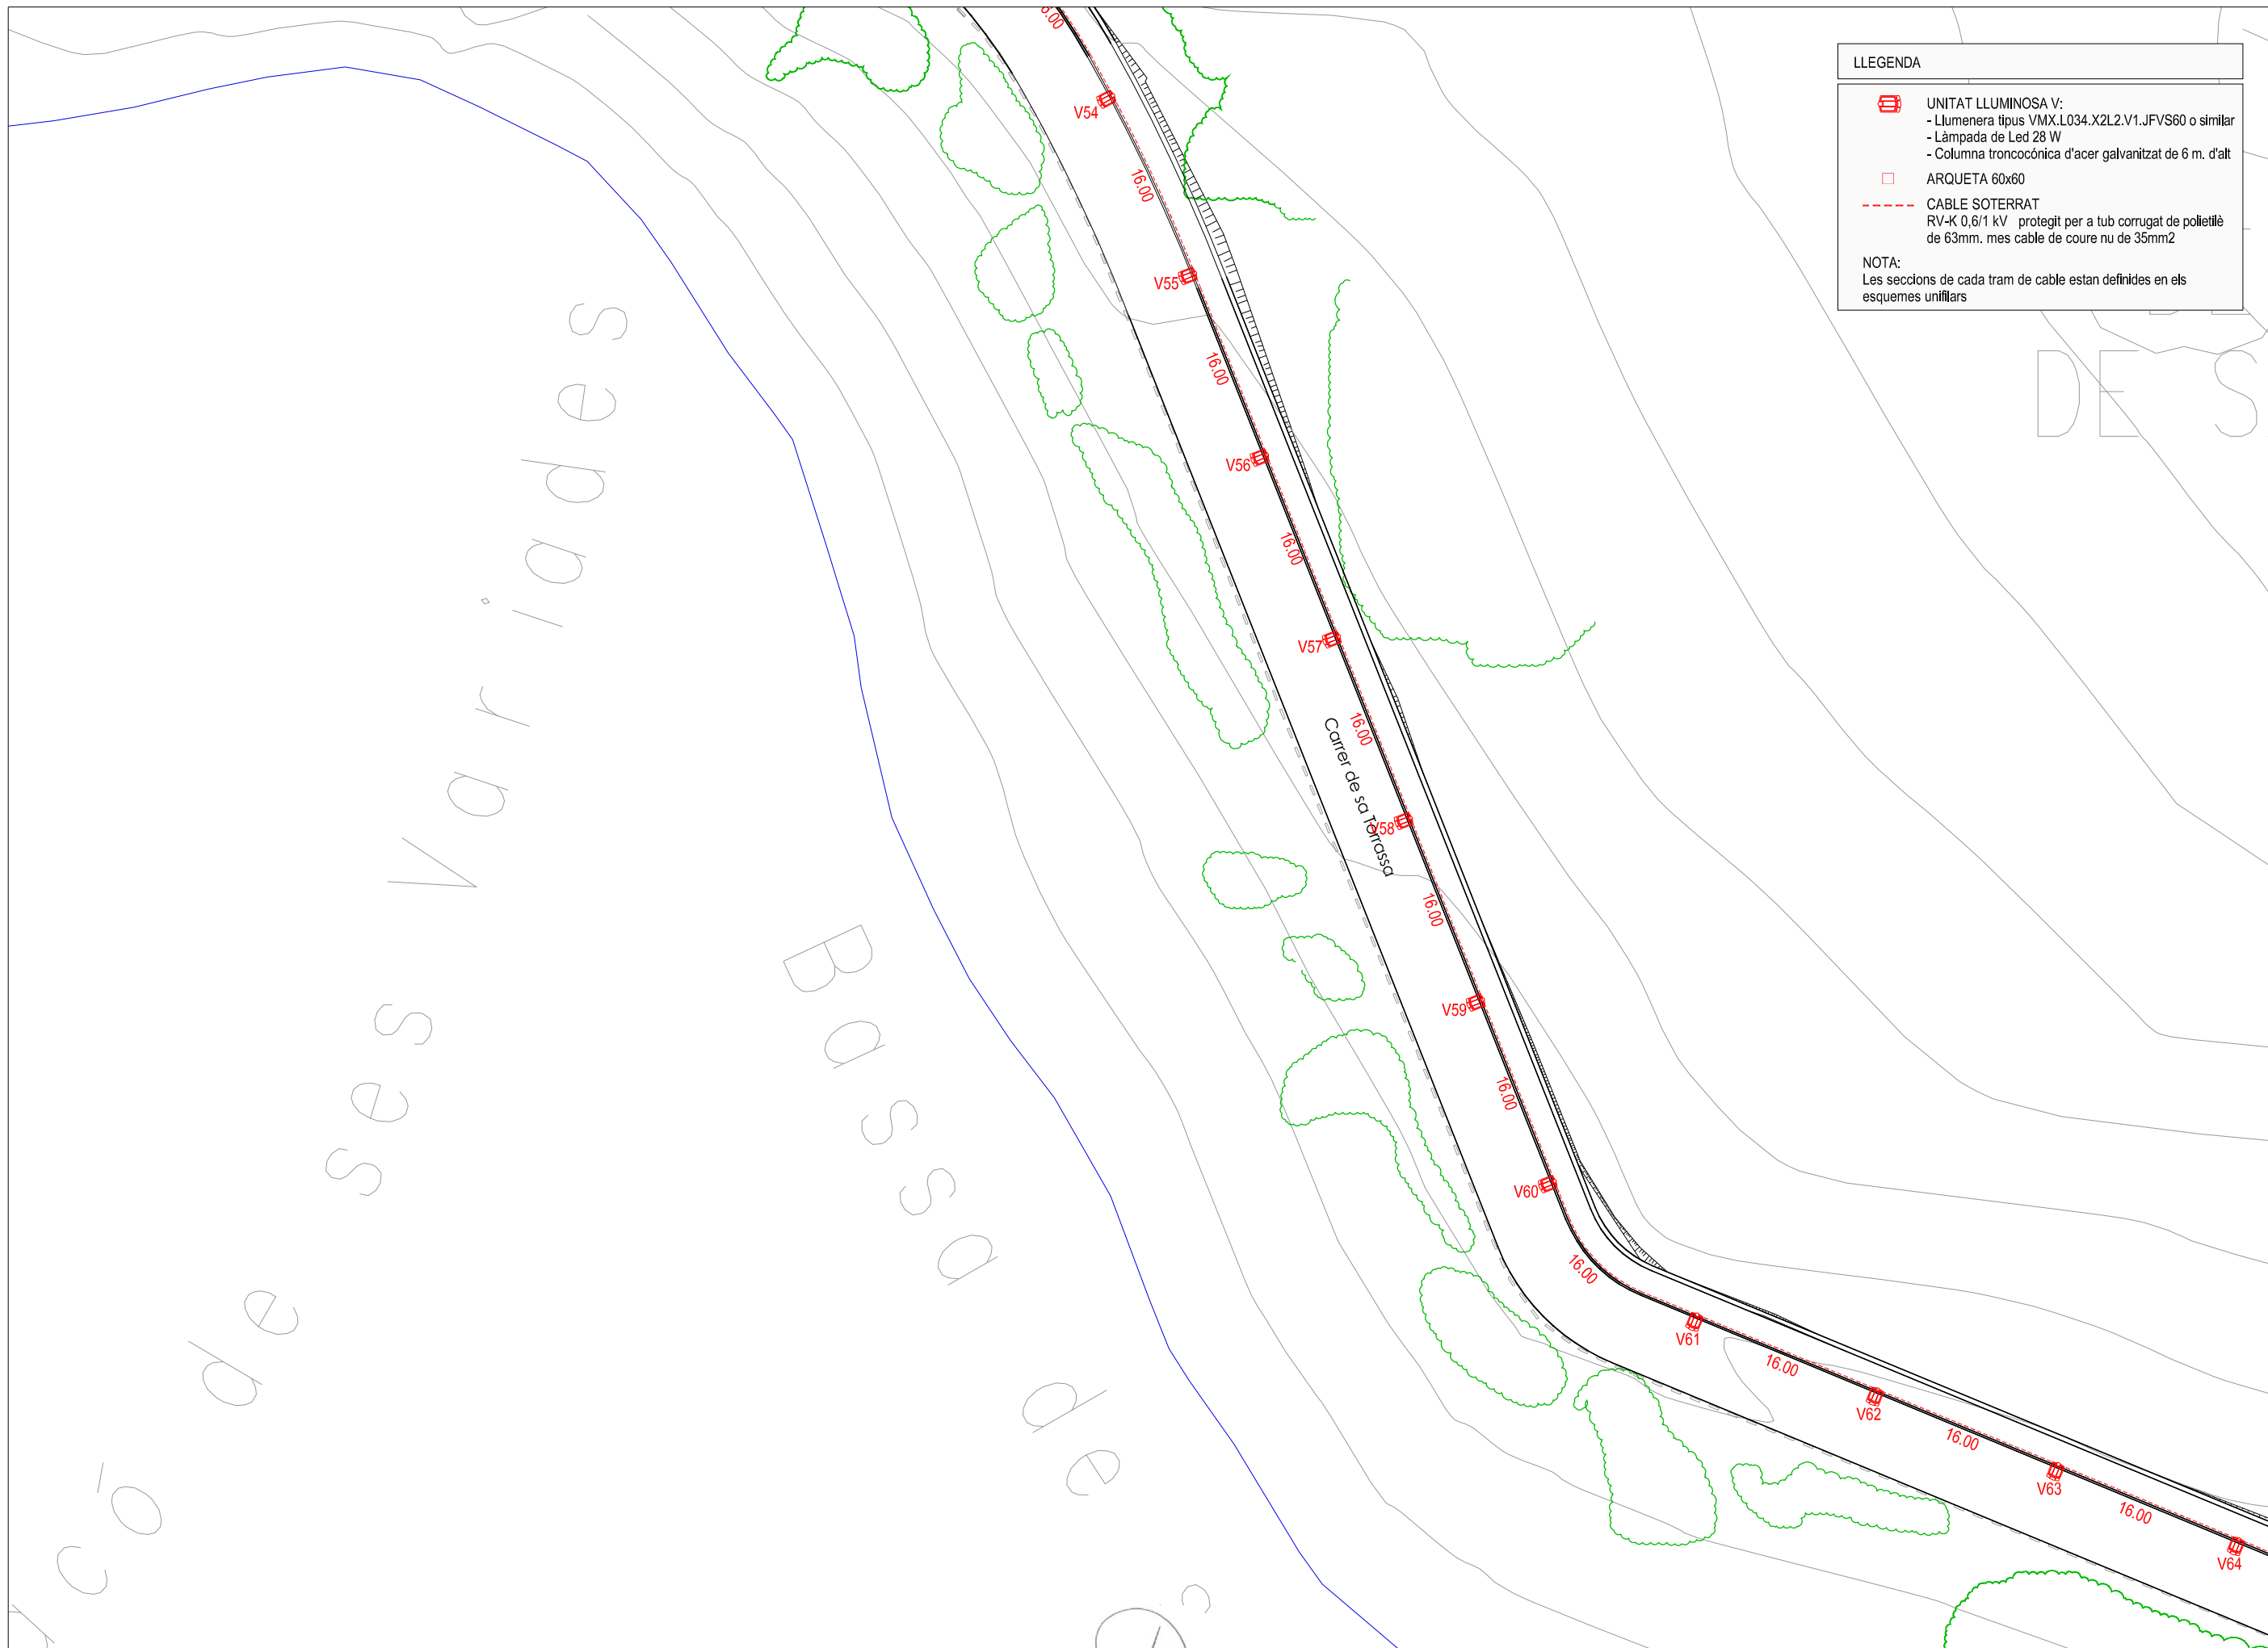 LLEGENDA
UNITAT LLUMINOSA V:
- Llumenera tipus VMX.L034.X2L2.V1.JFVS60 o similar
- Làmpada de Led 28 W
- Columna troncocónica d'acer galvanitzat de 6 m. d'alt
ARQUETA 60x60
CABLE SOTERRAT
RV-K 0,6/1 kV protegit per a tub corrugat de polietilè
de 63mm. mes cable de coure nu de 35mm2
NOTA:
Les seccions de cada tram de cable estan definides en els
esquemes unifilars
DE S
V54
16.00
V55
16.00
V56
16.00
V57
16.00
V58
16.00
V59
16.00
V60
16.00
V61
16.00
V62
16.00
V63
16.00
V64
Carrer de sa Torrassa
có de ses Variades
Bassa de